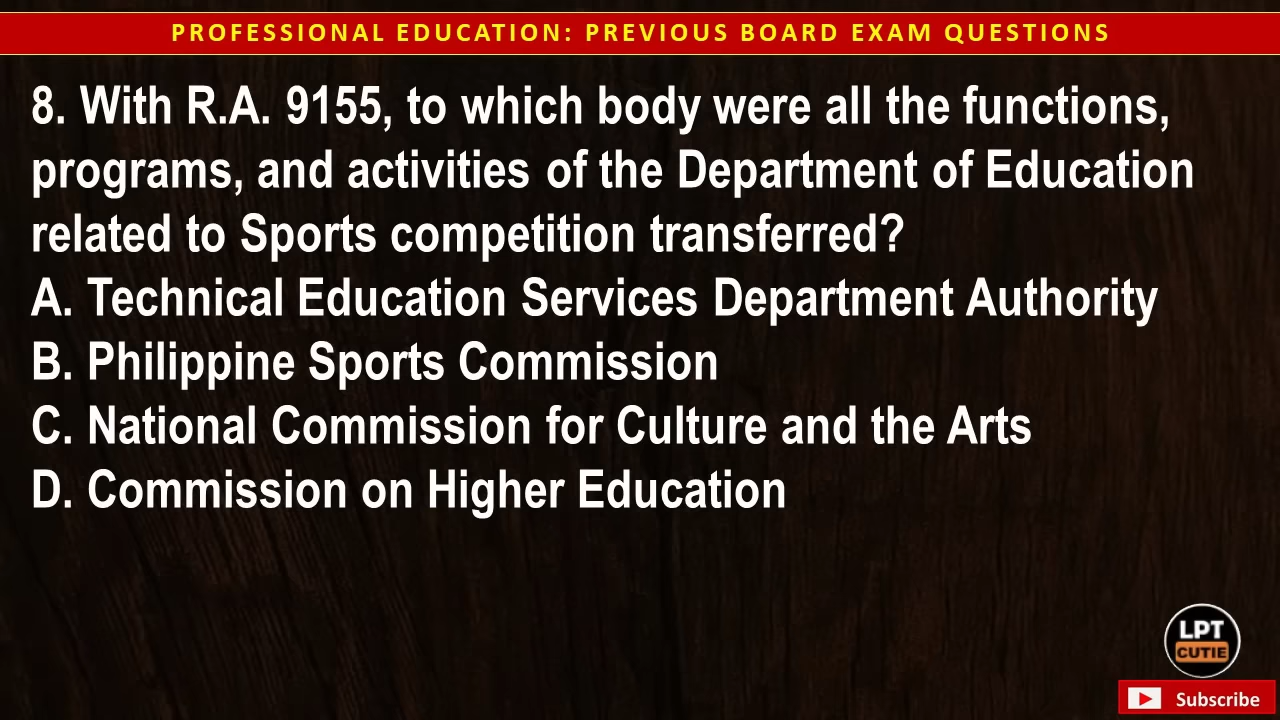 PROFESSIONAL EDUCATION: PREVIOUS BOARD EXAM QUESTIONS
8. With R.A. 9155, to which body were all the functions,
programs, and activities of the Department of Education
related to Sports competition transferred?
A. Technical Education Services Department Authority
B. Philippine Sports Commission
C. National Commission for Culture and the Arts
D. Commission on Higher Education
LPT
CUTIE
Subscribe